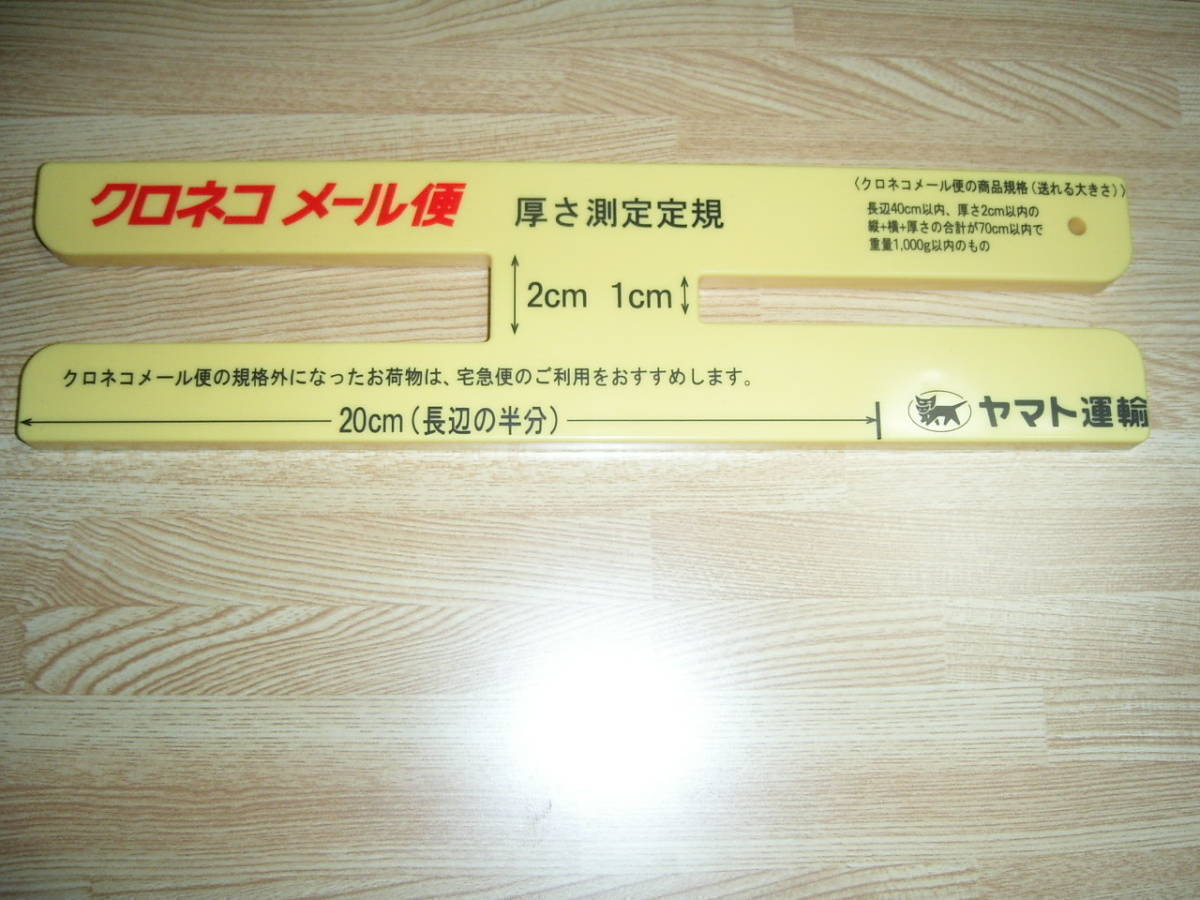 クロネコ メール便
厚さ測定定規
〈クロネコメール便の商品規格(送れる大きさ)〉
長辺40cm以内、厚さ2cm以内の
縦+横+厚さの合計が70cm以内で
重量1,000g以内のもの
2cm 1cm
クロネコメール便の規格外になったお荷物は、宅急便のご利用をおすすめします。
20cm(長辺の半分)
ヤマト運輸